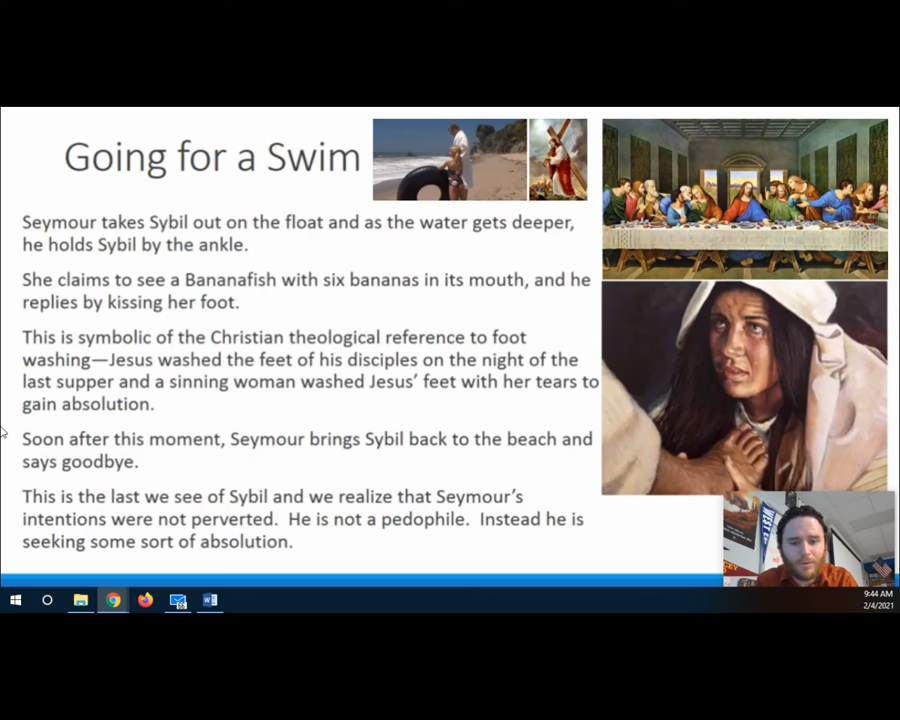 Going for a Swim
Seymour takes Sybil out on the float and as the water gets deeper,
he holds Sybil by the ankle.
She claims to see a Bananafish with six bananas in its mouth, and he
replies by kissing her foot.
This is symbolic of the Christian theological reference to foot
washing—Jesus washed the feet of his disciples on the night of the
last supper and a sinning woman washed Jesus’ feet with her tears to
gain absolution.
Soon after this moment, Seymour brings Sybil back to the beach and
says goodbye.
This is the last we see of Sybil and we realize that Seymour’s
intentions were not perverted.  He is not a pedophile.  Instead he is
seeking some sort of absolution.
WEST
9:44 AM
2/4/2021